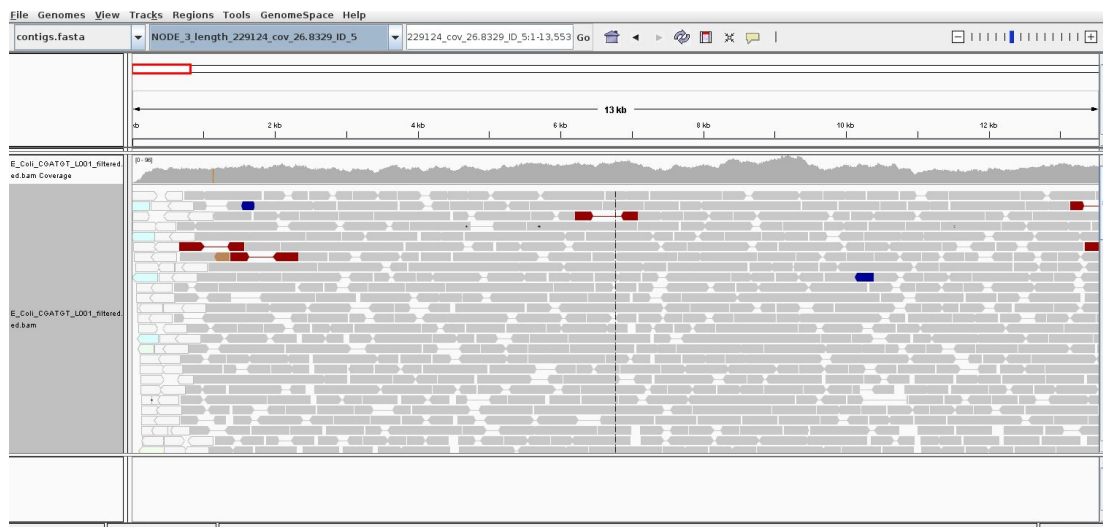 File Genomes View Tracks Regions Tools GenomeSpace Help
contigs.fasta NODE_3_length_229124_cov_26.8329_ID_5 229124_cov_26.8329_ID_5:1-13,553 Go
13 kb
kb 2 kb 4 kb 6 kb 8 kb 10 kb 12 kb
[0 - 96]
E_Coli_CGATGT_L001_filtered.
ed.bam Coverage
E_Coli_CGATGT_L001_filtered.
ed.bam